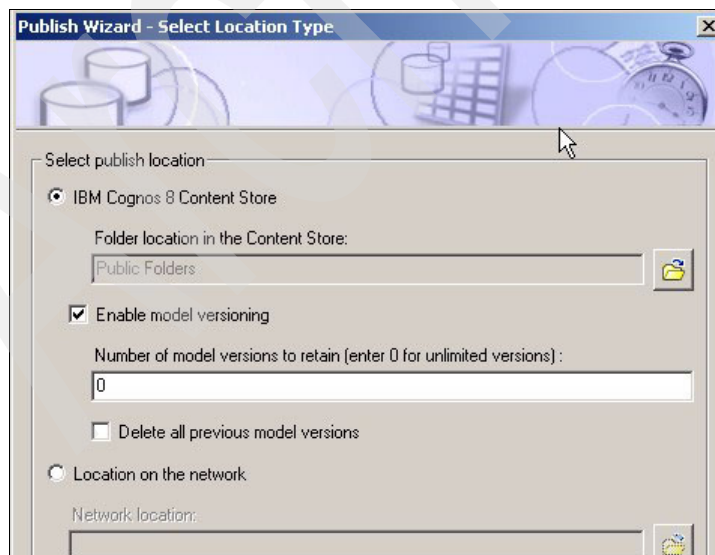 Publish Wizard - Select Location Type
Select publish location
IBM Cognos 8 Content Store
Folder location in the Content Store:
Public Folders
Enable model versioning
Number of model versions to retain (enter 0 for unlimited versions) :
0
Delete all previous model versions
Location on the network
Network location: